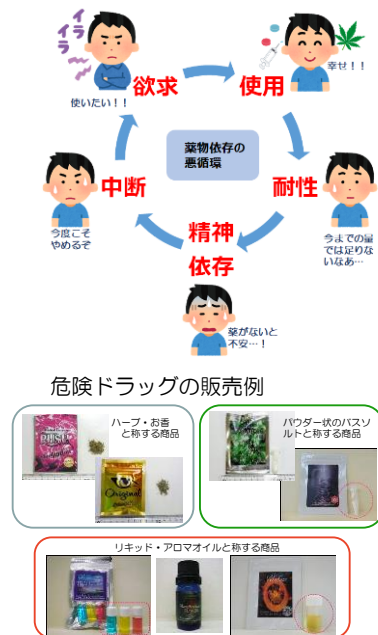 イライラ
欲求
使いたい！！
使用
幸せ！！
薬物依存の
悪循環
耐性
今までの量
では足りな
いなあ…
精神
依存
薬がないと
不安…！
中断
今度こそ
やめるぞ
危険ドラッグの販売例
ハーブ・お香
と称する商品
Original
パウダー状のバスソ
ルトと称する商品
リキッド・アロマオイルと称する商品